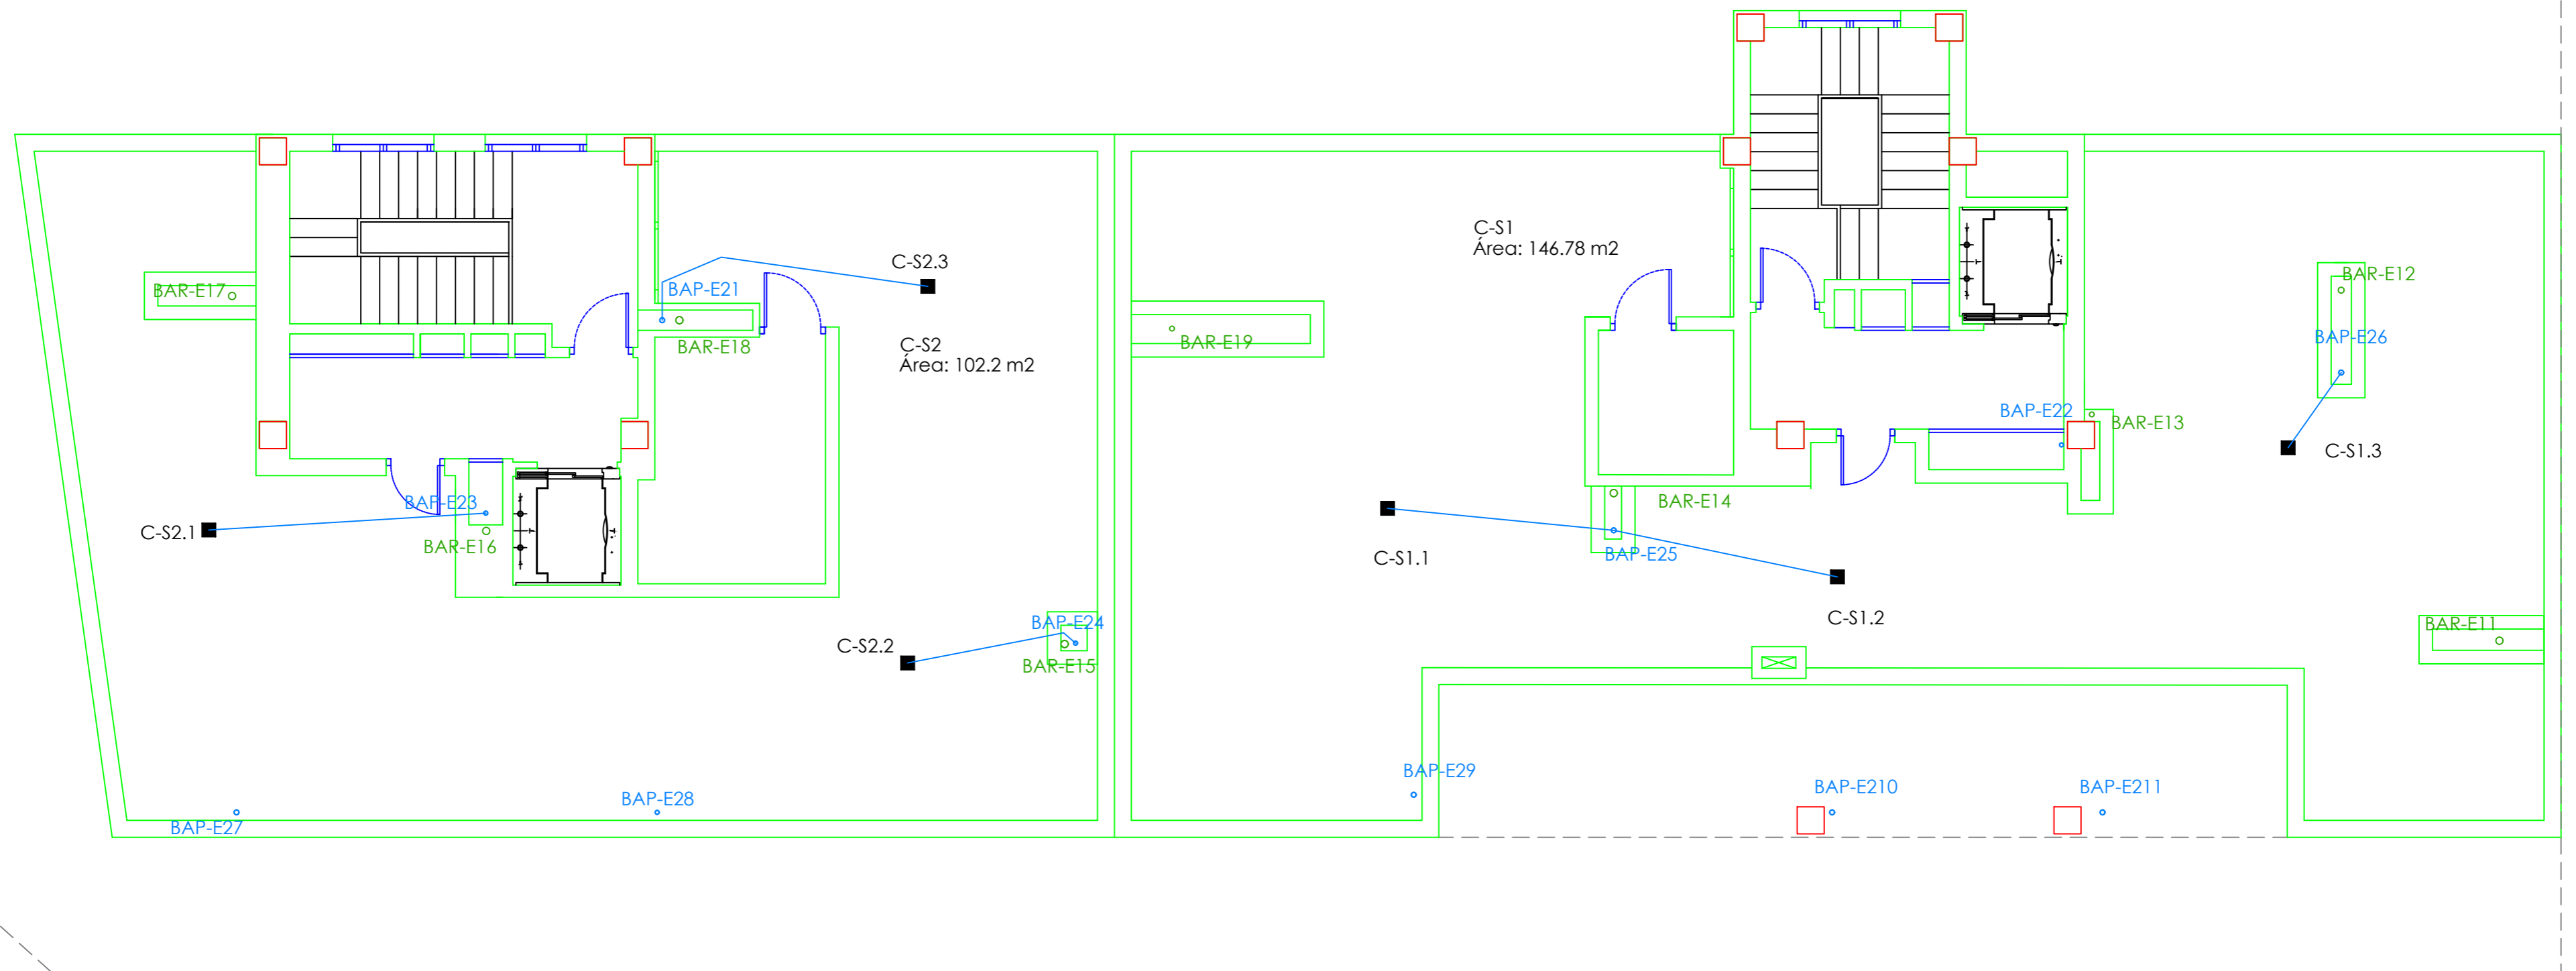 C-S1
Área: 146.78 m2
C-S2.3
BAR-E12
BAR-E17
BAP-E21
BAP-E26
BAR-E18
BAR-E19
C-S2
Área: 102.2 m2
BAP-E22
BAR-E13
C-S1.3
BAP-E23
BAR-E14
C-S2.1
BAR-E16
C-S1.1
BAP-E25
C-S1.2
BAP-E24
BAR-E11
C-S2.2
BAR-E15
BAP-E29
BAP-E28
BAP-E210
BAP-E211
BAP-E27